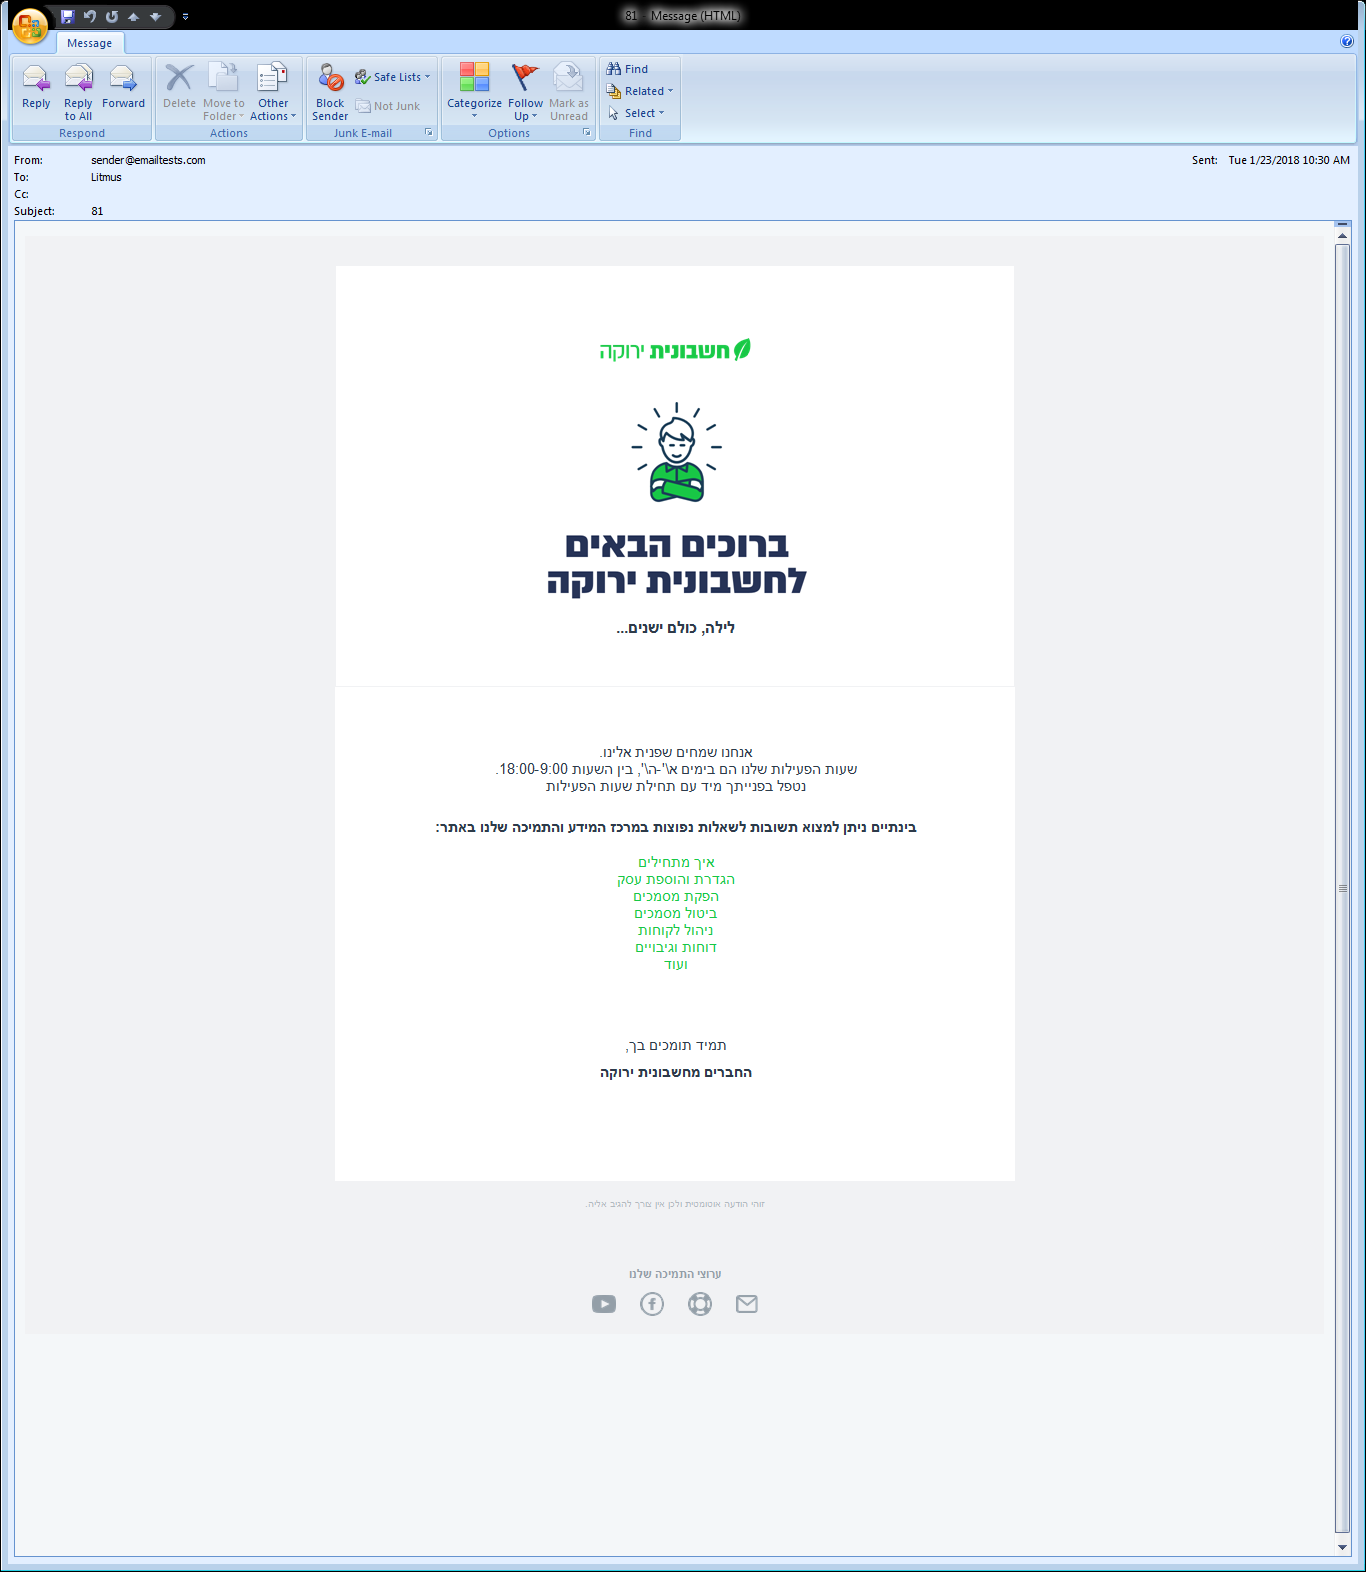 81 - Message (HTML)
Message
Reply
Reply to All
Forward
Respond
Delete
Move to Folder
Other Actions
Actions
Block Sender
Safe Lists
Not Junk
Junk E-mail
Categorize
Follow Up
Mark as Unread
Options
Find
Related
Select
Find
From: sender@emailtests.com
Sent: Tue 1/23/2018 10:30 AM
To: Litmus
Cc:
Subject: 81
חשבונית ירוקה
ברוכים הבאים
לחשבונית ירוקה
לילה, כולם ישנים...
אנחנו שמחים שפנית אלינו.
שעות הפעילות שלנו הם בימים א\'-ה\', בין השעות 18:00-9:00.
נטפל בפנייתך מיד עם תחילת שעות הפעילות
בינתיים ניתן למצוא תשובות לשאלות נפוצות במרכז המידע והתמיכה שלנו באתר:
איך מתחילים
הגדרת והוספת עסק
הפקת מסמכים
ביטול מסמכים
ניהול לקוחות
דוחות וגיבויים
ועוד
תמיד תומכים בך,
החברים מחשבונית ירוקה
זוהי הודעה אוטומטית ולכן אין צורך להגיב אליה.
ערוצי התמיכה שלנו